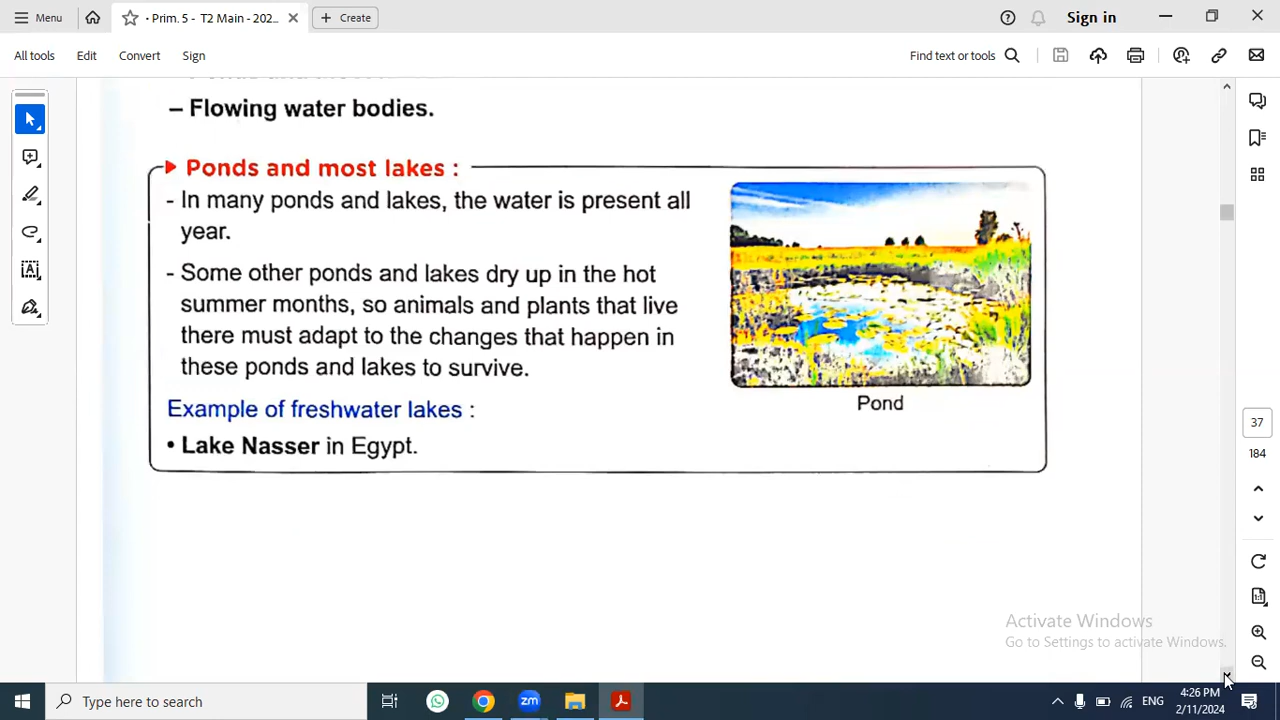 Menu
• Prim. 5 - T2 Main - 202...
Create
Sign in
All tools Edit Convert Sign
Find text or tools
– Flowing water bodies.
Ponds and most lakes :
- In many ponds and lakes, the water is present all
year.
- Some other ponds and lakes dry up in the hot
summer months, so animals and plants that live
there must adapt to the changes that happen in
these ponds and lakes to survive.
Example of freshwater lakes :
• Lake Nasser in Egypt.
Pond
37
184
1:1
Activate Windows
Go to Settings to activate Windows.
Type here to search
zm
ENG
4:26 PM
2/11/2024